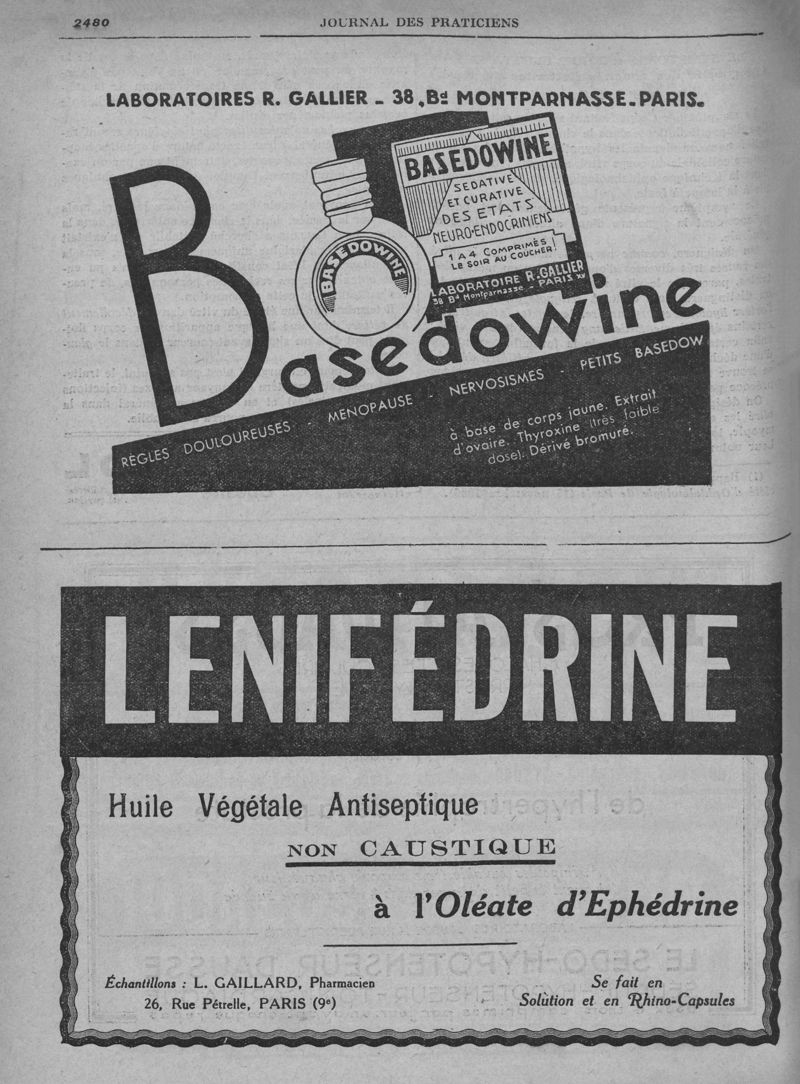 2480
JOURNAL DES PRATICIENS
LABORATOIRES R. GALLIER _ 38, Bd MONTPARNASSE_PARIS.
BASEDOWINE
SEDATIVE
ET CURATIVE
DES ETATS
NEURO-ENDOCRINIENS
1 A 4 COMPRIMÉS
LE SOIR AU COUCHER!
LABORATOIRE R. GALLIER
38 Bd Montparnasse _ PARIS XV
BASEDOWINE
Basedowine
RÈGLES DOULOUREUSES - MENOPAUSE - NERVOSISMES - PETITS BASEDOW
à base de corps jaune. Extrait
d'ovaire. Thyroxine (très faible
dose). Dérivé bromuré.
LENIFÉDRINE
Huile Végétale Antiseptique
NON CAUSTIQUE
à l'Oléate d'Ephédrine
Échantillons : L. GAILLARD, Pharmacien
26, Rue Pétrelle, PARIS (9e)
Se fait en
Solution et en Rhino-Capsules